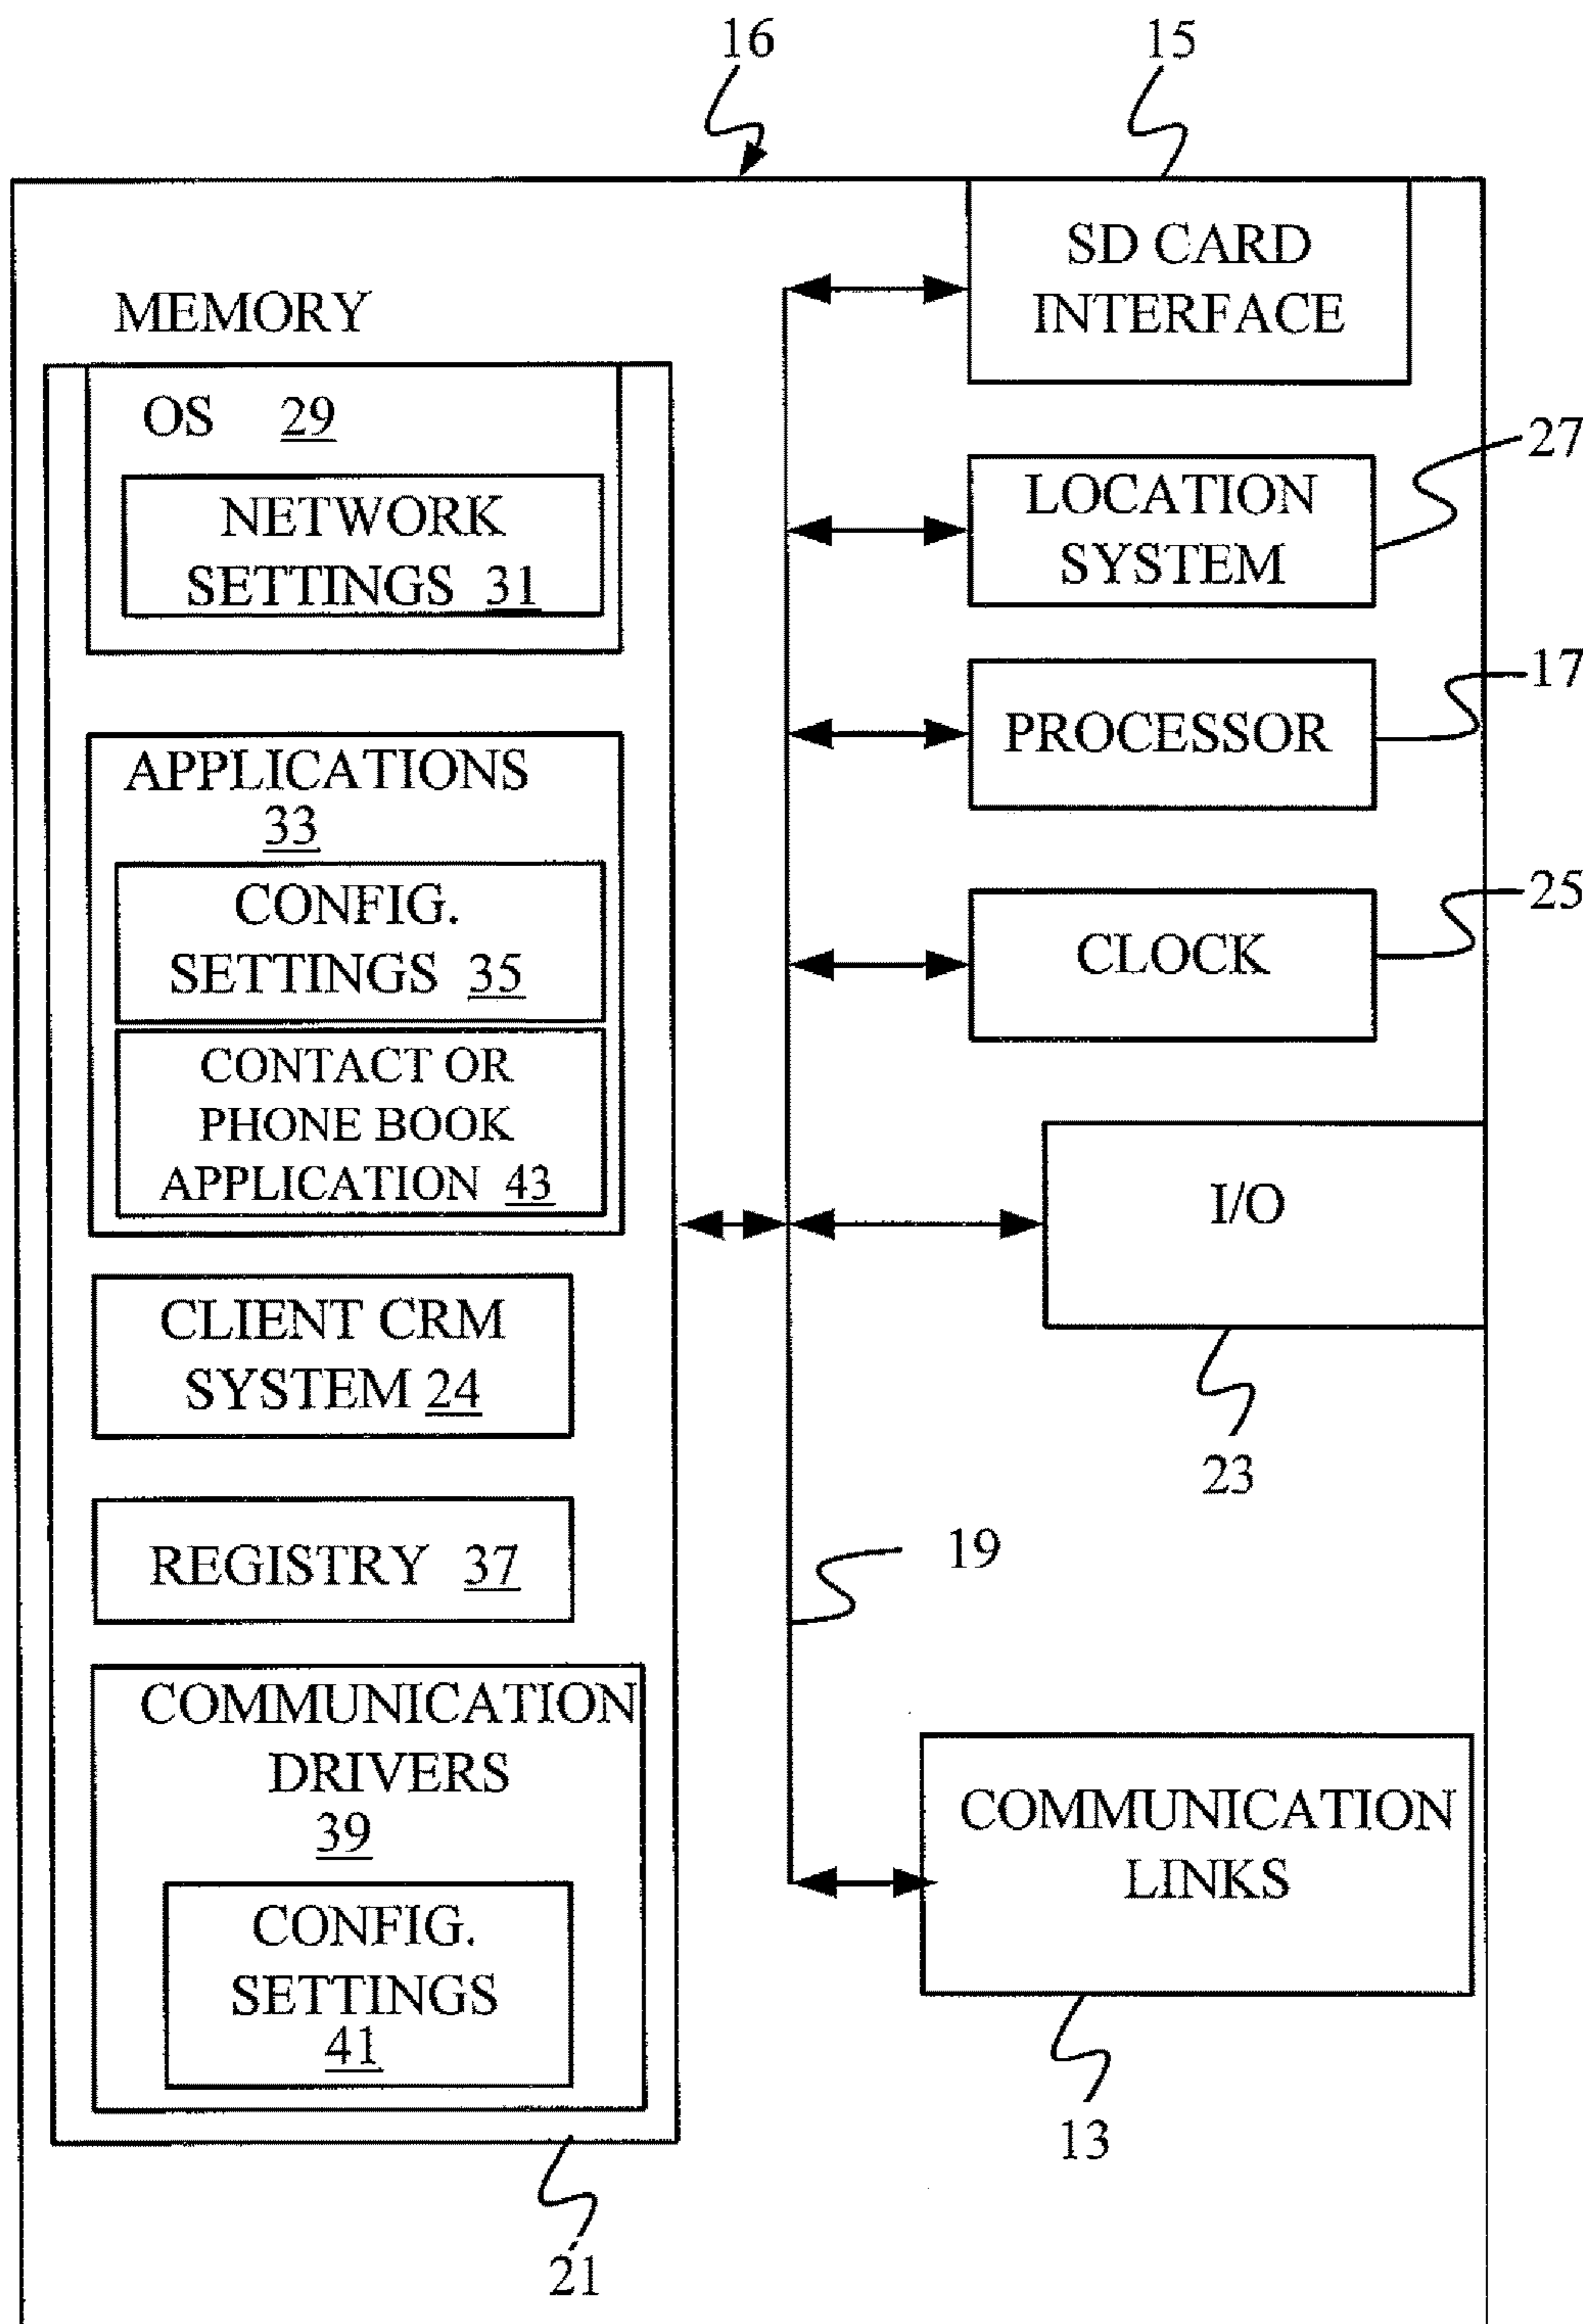 16
15
SD CARD
INTERFACE
MEMORY
OS 29
NETWORK
SETTINGS 31
27
LOCATION
SYSTEM
17
PROCESSOR
APPLICATIONS
33
CONFIG.
SETTINGS 35
25
CLOCK
CONTACT OR
PHONE BOOK
APPLICATION 43
I/O
23
CLIENT CRM
SYSTEM 24
REGISTRY 37
19
COMMUNICATION
DRIVERS
39
CONFIG.
SETTINGS
41
COMMUNICATION
LINKS
13
21